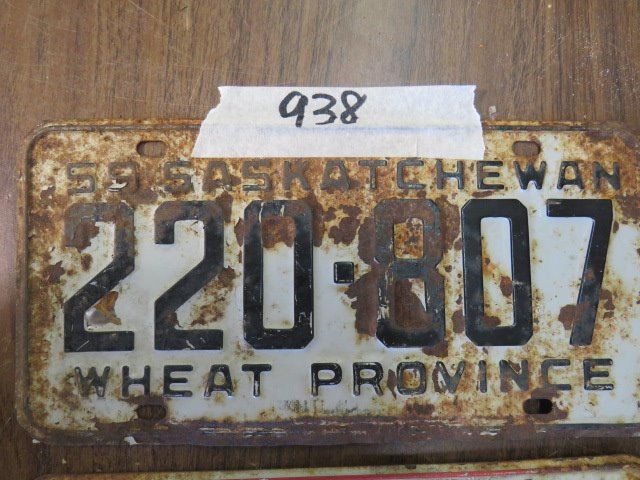 938
59 SASKATCHEWAN
220-807
WHEAT PROVINCE